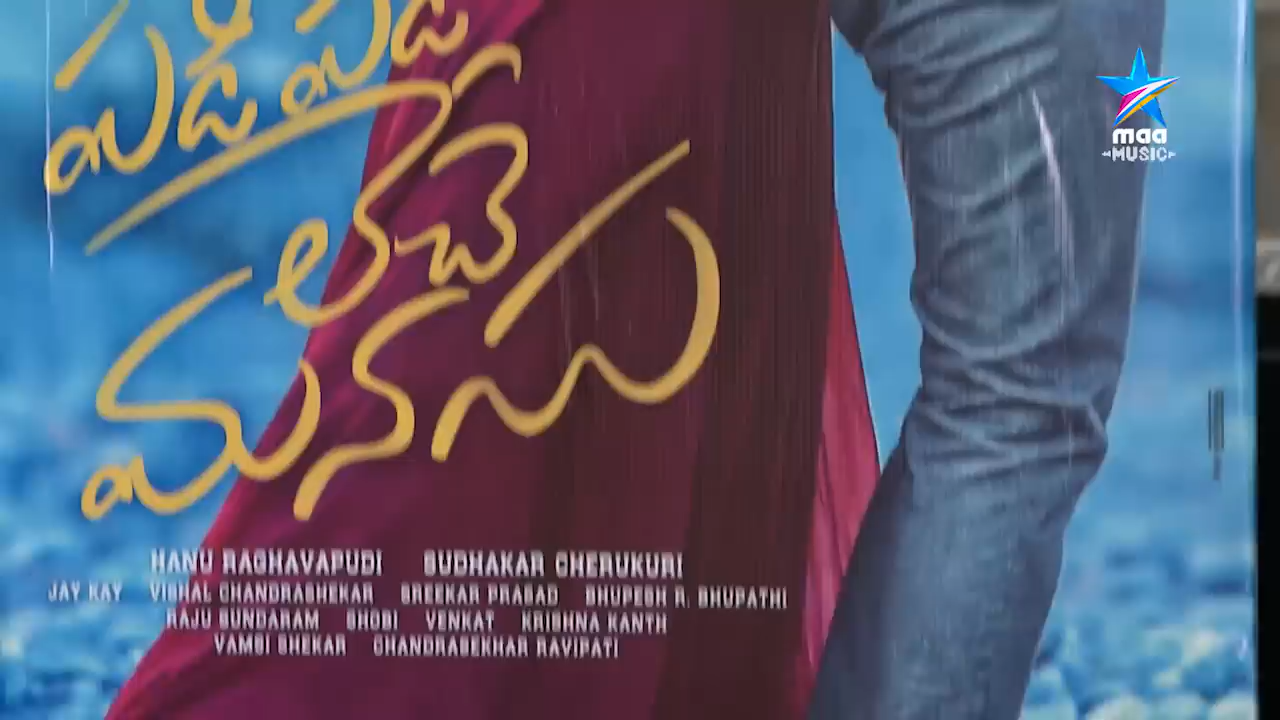 పడి పడి
లేచె
మనసు
maa
MUSIC
HANU RAGHAVAPUDI SUDHAKAR CHERUKURI
JAY KAY VISHAL CHANDRASHEKAR SREEKAR PRASAD BHUPESH R. BHUPATHI
RAJU SUNDARAM SHOBI VENKAT KRISHNA KANTH
VAMSI SHEKAR CHANDRASEKHAR RAVIPATI